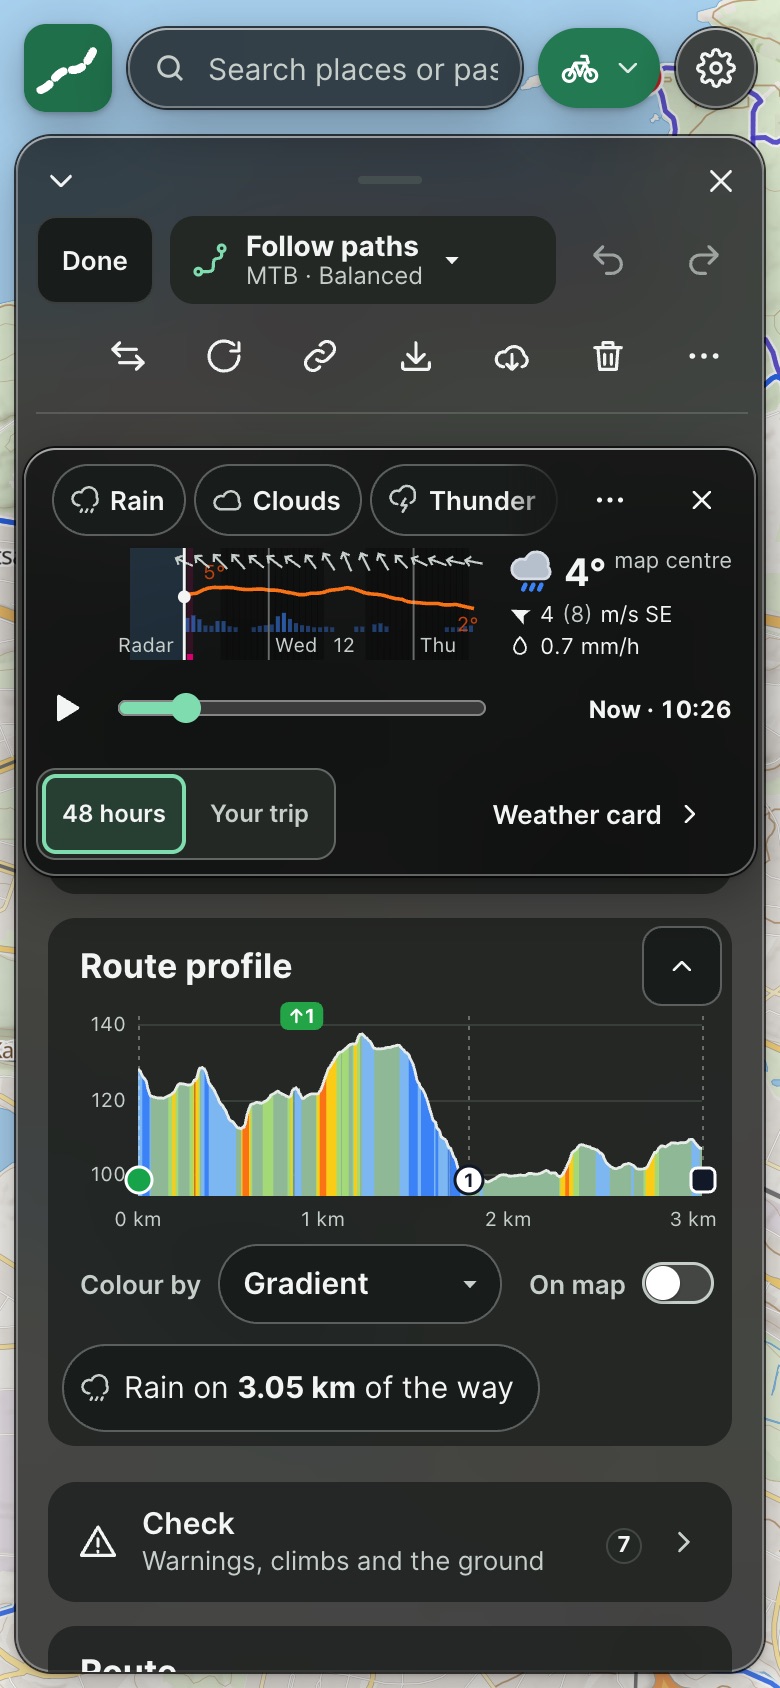 Search places or pas
Done
Follow paths
MTB · Balanced
Rain
Clouds
Thunder
5°
2°
Radar
Wed
12
Thu
4° map centre
4 (8) m/s SE
0.7 mm/h
Now · 10:26
48 hours
Your trip
Weather card
Route profile
↑1
140
120
100
1
0 km
1 km
2 km
3 km
Colour by
Gradient
On map
Rain on 3.05 km of the way
Check
Warnings, climbs and the ground
7
Route